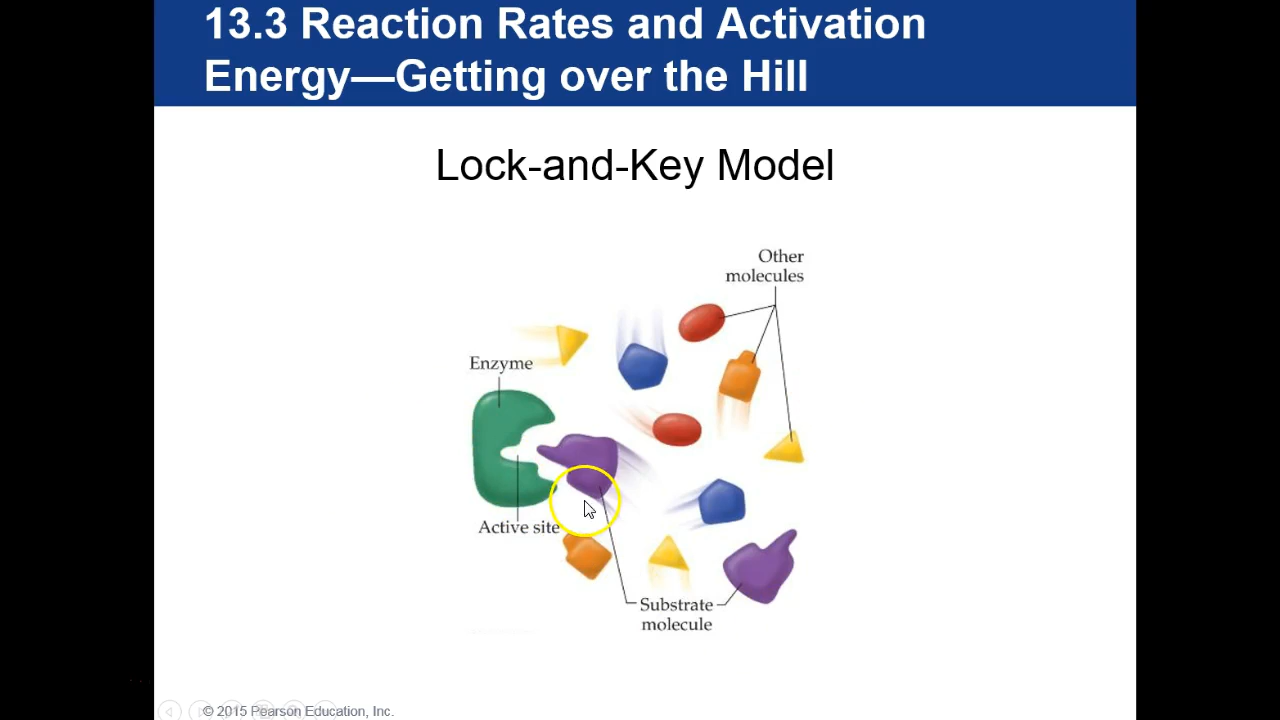 13.3 Reaction Rates and Activation
Energy—Getting over the Hill
Lock-and-Key Model
Other
molecules
Enzyme
Active site
Substrate
molecule
© 2015 Pearson Education, Inc.